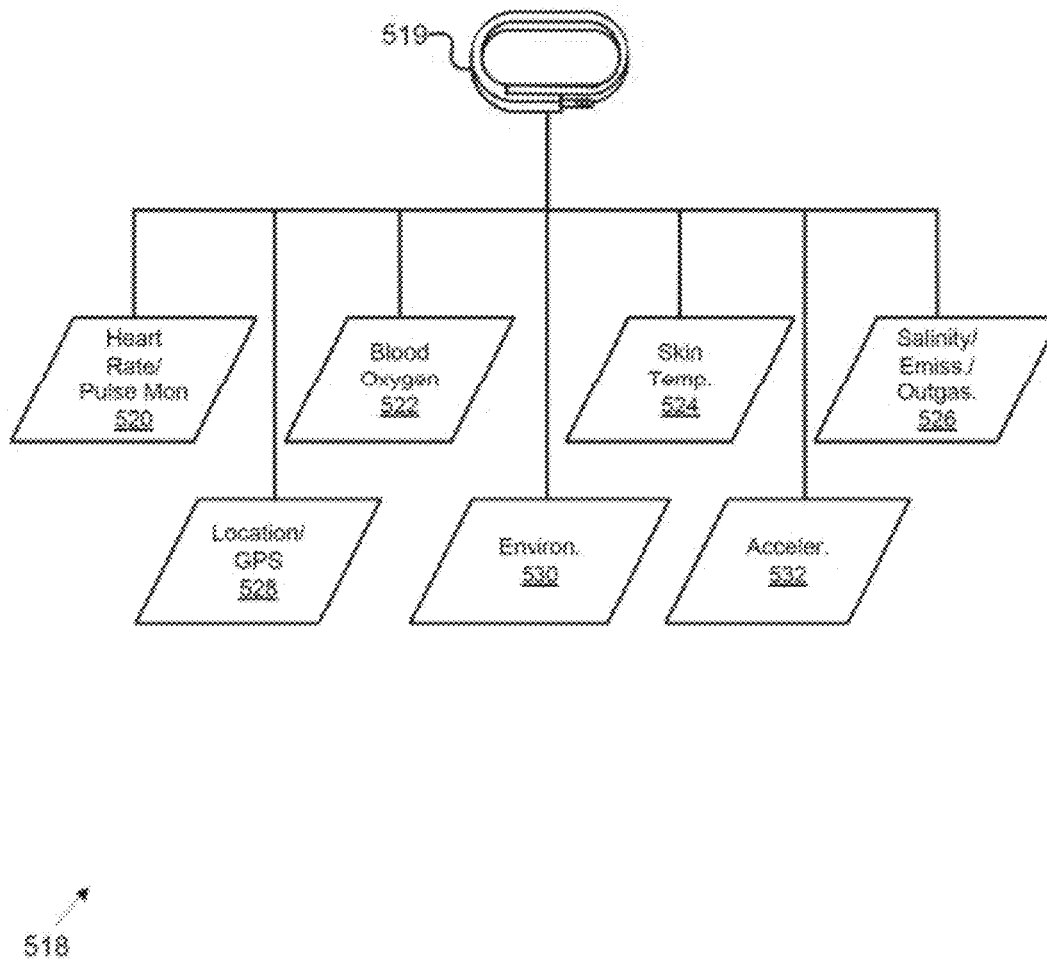 519
Heart
Rate/
Pulse Mon
520
Blood
Oxygen
522
Skin
Temp.
524
Salinity/
Emiss./
Outgas.
526
Location/
GPS
528
Environ.
530
Acceler.
532
518